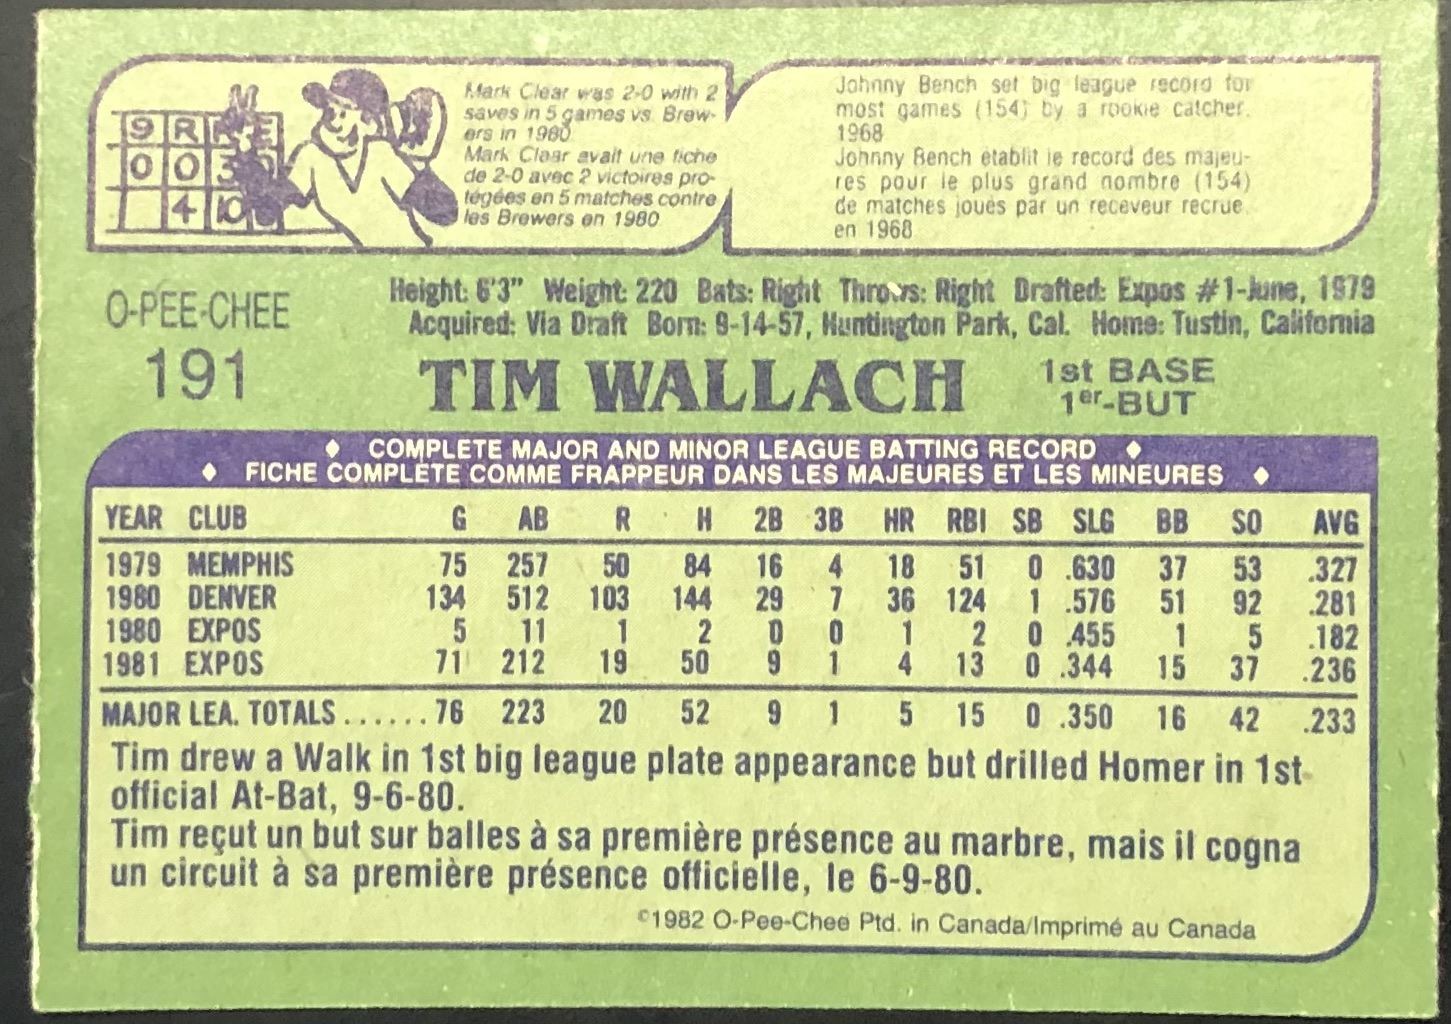 9 R
0 0 3
4 10
Mark Clear was 2-0 with 2
saves in 5 games vs. Brew-
ers in 1980
Mark Clear avait une fiche
de 2-0 avec 2 victoires pro-
tégées en 5 matches contre
les Brewers en 1980
Johnny Bench set big league record for
most games (154) by a rookie catcher.
1968
Johnny Bench établit le record des majeu-
res pour le plus grand nombre (154)
de matches joués par un receveur recrue.
en 1968
O-PEE-CHEE
191
Height: 6'3" Weight: 220 Bats: Right Throws: Right Drafted: Expos #1-June, 1979
Acquired: Via Draft Born: 9-14-57, Huntington Park, Cal. Home: Tustin, California
TIM WALLACH
1st BASE
1er-BUT
♦ COMPLETE MAJOR AND MINOR LEAGUE BATTING RECORD ♦
♦ FICHE COMPLÈTE COMME FRAPPEUR DANS LES MAJEURES ET LES MINEURES ♦
YEAR CLUB G AB R H 2B 3B HR RBI SB SLG BB SO AVG
1979 MEMPHIS 75 257 50 84 16 4 18 51 0 .630 37 53 .327
1980 DENVER 134 512 103 144 29 7 36 124 1 .576 51 92 .281
1980 EXPOS 5 11 1 2 0 0 1 2 0 .455 1 5 .182
1981 EXPOS 71 212 19 50 9 1 4 13 0 .344 15 37 .236
MAJOR LEA. TOTALS......76 223 20 52 9 1 5 15 0 .350 16 42 .233
Tim drew a Walk in 1st big league plate appearance but drilled Homer in 1st
official At-Bat, 9-6-80.
Tim reçut un but sur balles à sa première présence au marbre, mais il cogna
un circuit à sa première présence officielle, le 6-9-80.
©1982 O-Pee-Chee Ptd. in Canada/Imprimé au Canada